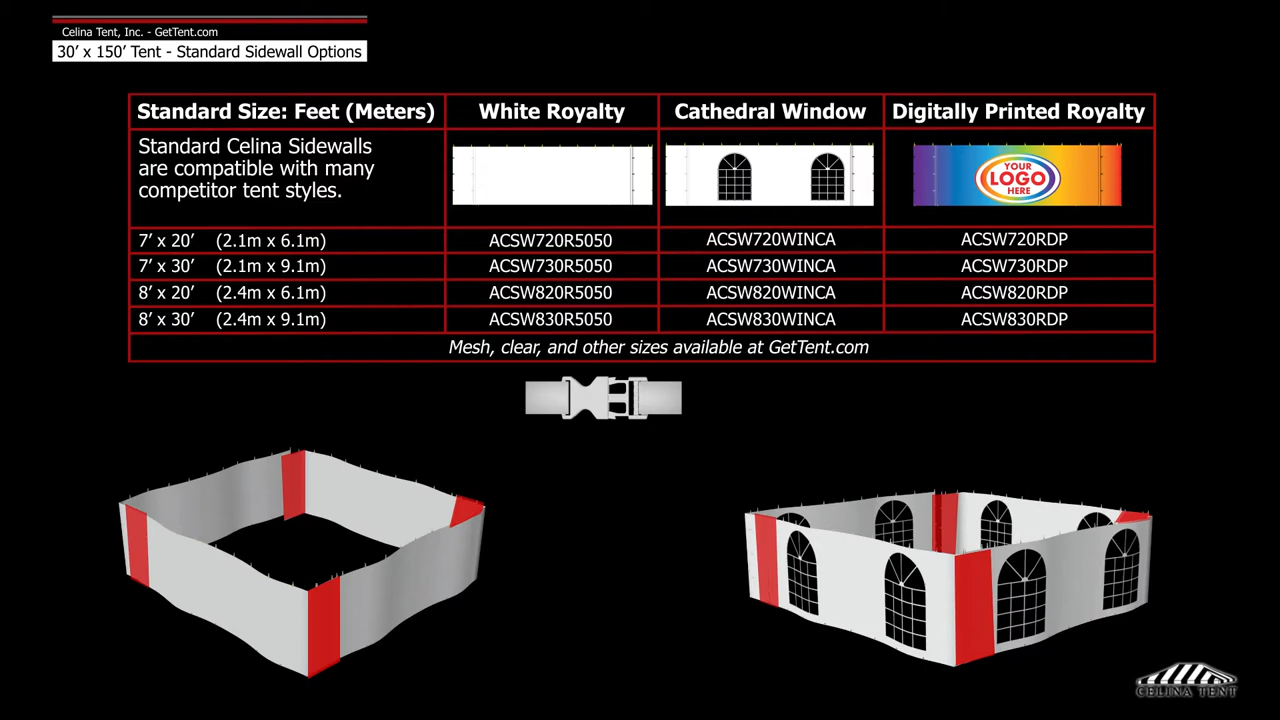 Celina Tent, Inc. - GetTent.com
30’ x 150’ Tent - Standard Sidewall Options
Standard Size: Feet (Meters) White Royalty Cathedral Window Digitally Printed Royalty
Standard Celina Sidewalls
are compatible with many
competitor tent styles.
YOUR
LOGO
HERE
7’ x 20’ (2.1m x 6.1m) ACSW720R5050 ACSW720WINCA ACSW720RDP
7’ x 30’ (2.1m x 9.1m) ACSW730R5050 ACSW730WINCA ACSW730RDP
8’ x 20’ (2.4m x 6.1m) ACSW820R5050 ACSW820WINCA ACSW820RDP
8’ x 30’ (2.4m x 9.1m) ACSW830R5050 ACSW830WINCA ACSW830RDP
Mesh, clear, and other sizes available at GetTent.com
CELINA TENT